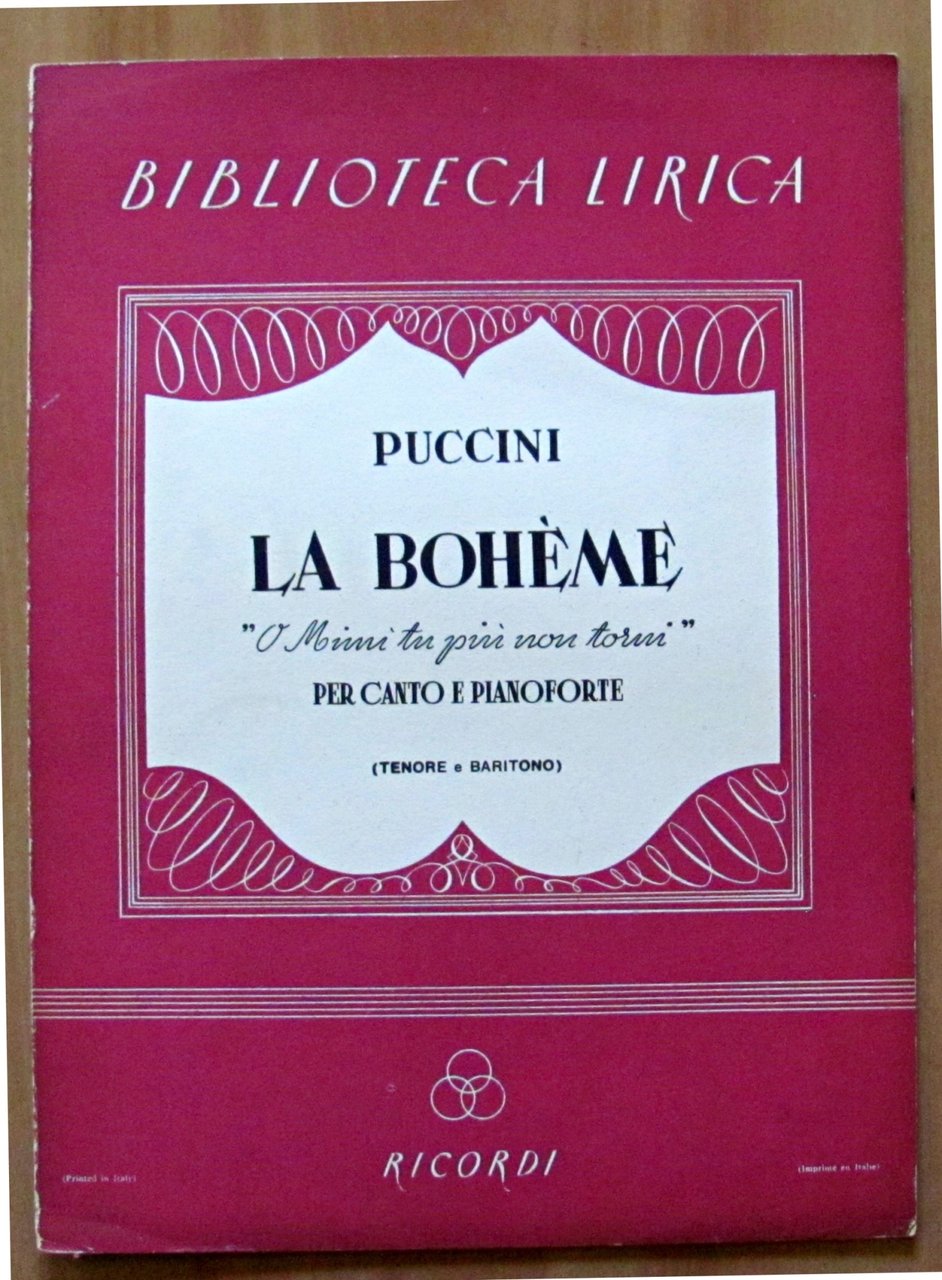 BIBLIOTECA LIRICA
PUCCINI
LA BOHÈME
"O Mimì tu più non torni"
PER CANTO E PIANOFORTE
(TENORE e BARITONO)
RICORDI
(Printed in Italy)
(Imprimé en Italie)